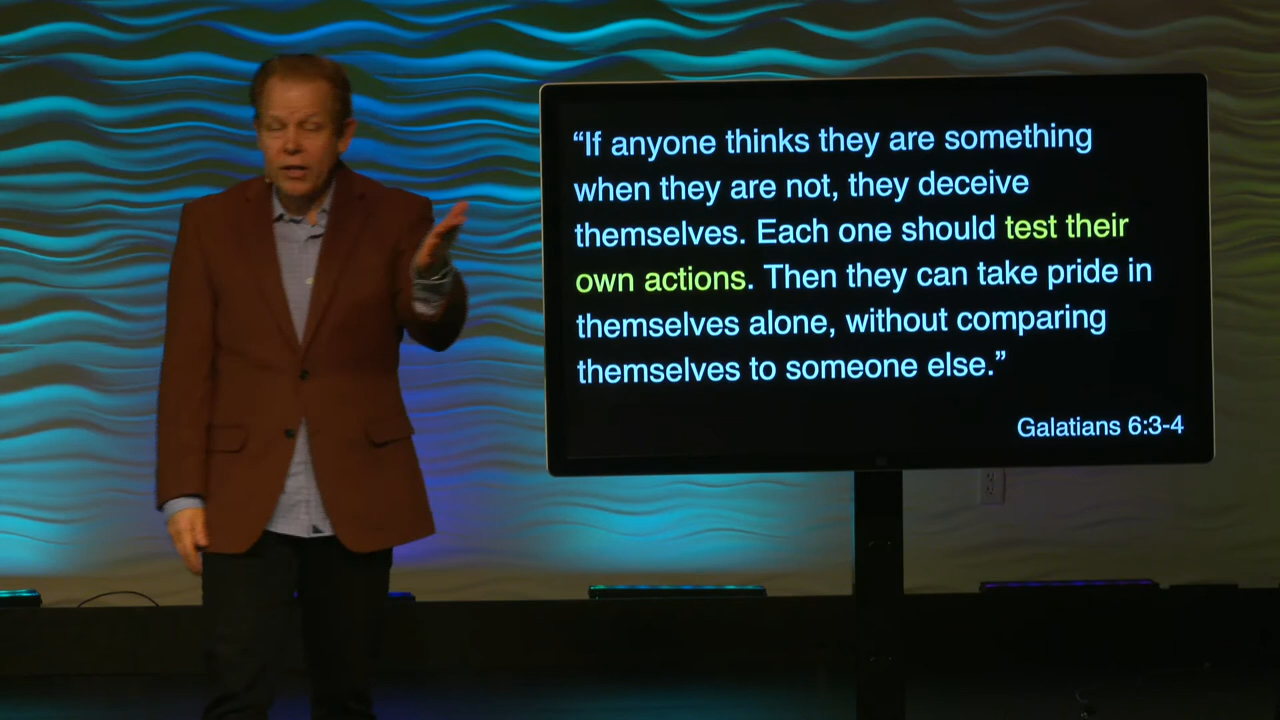 “If anyone thinks they are something
when they are not, they deceive
themselves. Each one should test their
own actions. Then they can take pride in
themselves alone, without comparing
themselves to someone else.”
Galatians 6:3-4